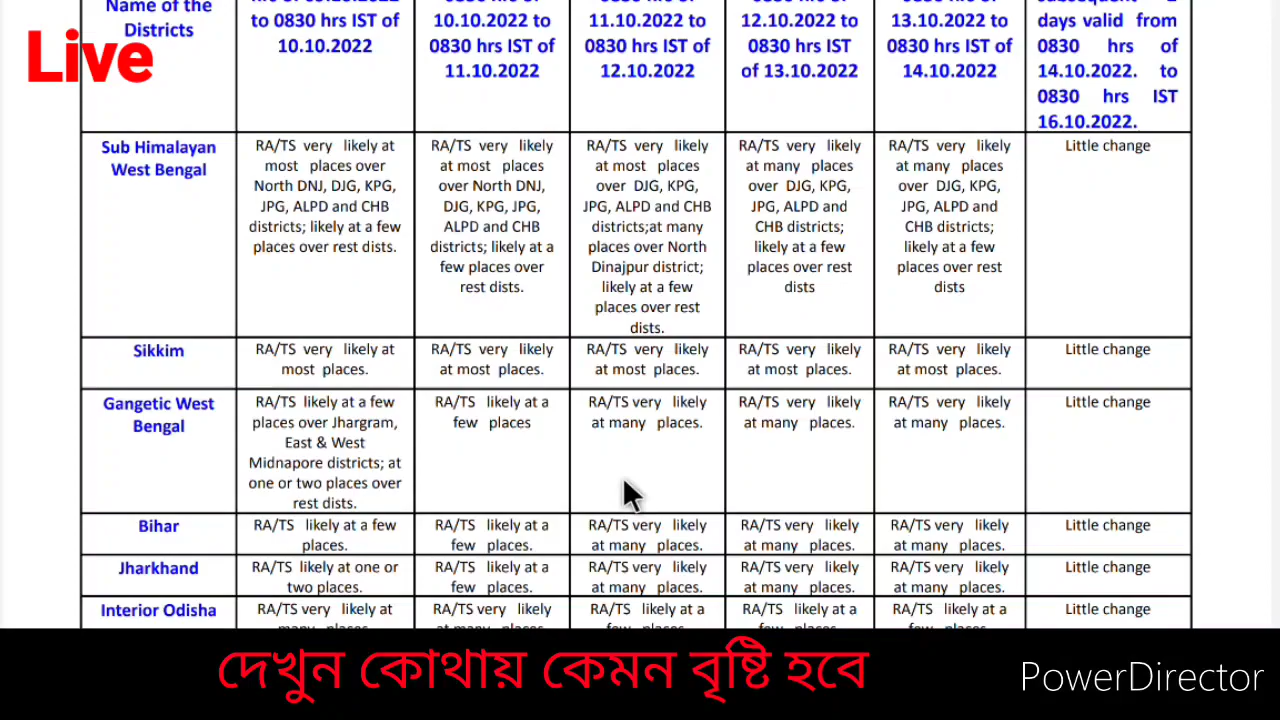 Live
Name of the
Districts
to 0830 hrs IST of
10.10.2022
10.10.2022 to
0830 hrs IST of
11.10.2022
11.10.2022 to
0830 hrs IST of
12.10.2022
12.10.2022 to
0830 hrs IST
of 13.10.2022
13.10.2022 to
0830 hrs IST of
14.10.2022
days valid from
0830 hrs of
14.10.2022. to
0830 hrs IST
16.10.2022.
Sub Himalayan
West Bengal
RA/TS very likely at
most places over
North DNJ, DJG, KPG,
JPG, ALPD and CHB
districts; likely at a few
places over rest dists.
RA/TS very likely
at most places
over North DNJ,
DJG, KPG, JPG,
ALPD and CHB
districts; likely at a
few places over
rest dists.
RA/TS very likely
at most places
over DJG, KPG,
JPG, ALPD and CHB
districts;at many
places over North
Dinajpur district;
likely at a few
places over rest
dists.
RA/TS very likely
at many places
over DJG, KPG,
JPG, ALPD and
CHB districts;
likely at a few
places over rest
dists
RA/TS very likely
at many places
over DJG, KPG,
JPG, ALPD and
CHB districts;
likely at a few
places over rest
dists
Little change
Sikkim
RA/TS very likely at
most places.
RA/TS very likely
at most places.
RA/TS very likely
at most places.
RA/TS very likely
at most places.
RA/TS very likely
at most places.
Little change
Gangetic West
Bengal
RA/TS likely at a few
places over Jhargram,
East & West
Midnapore districts; at
one or two places over
rest dists.
RA/TS likely at a
few places
RA/TS very likely
at many places.
RA/TS very likely
at many places.
RA/TS very likely
at many places.
Little change
Bihar
RA/TS likely at a few
places.
RA/TS likely at a
few places.
RA/TS very likely
at many places.
RA/TS very likely
at many places.
RA/TS very likely
at many places.
Little change
Jharkhand
RA/TS likely at one or
two places.
RA/TS likely at a
few places.
RA/TS very likely
at many places.
RA/TS very likely
at many places.
RA/TS very likely
at many places.
Little change
Interior Odisha
RA/TS very likely at
RA/TS very likely
RA/TS likely at a
RA/TS likely at a
RA/TS likely at a
Little change
দেখুন কোথায় কেমন বৃষ্টি হবে
PowerDirector